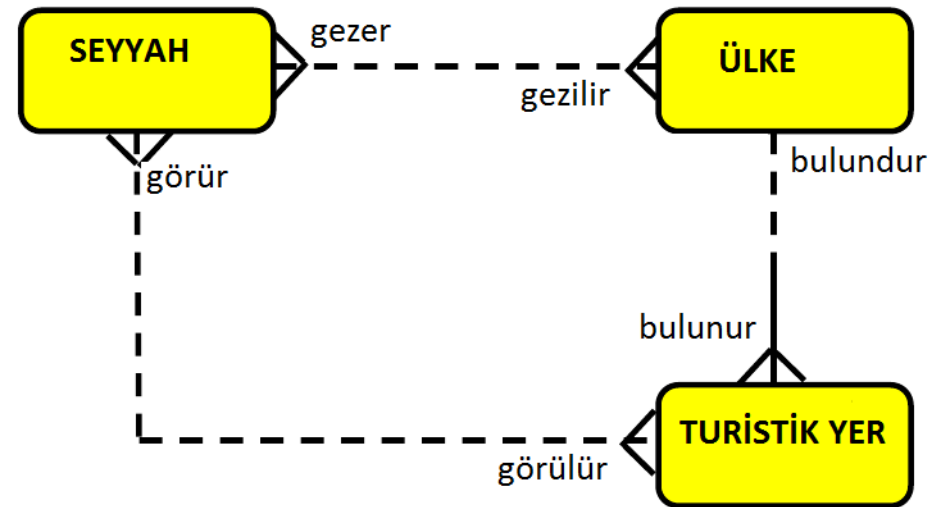 SEYYAH
gezer
gezilir
ÜLKE
görür
bulundur
bulunur
görülür
TURİSTİK YER